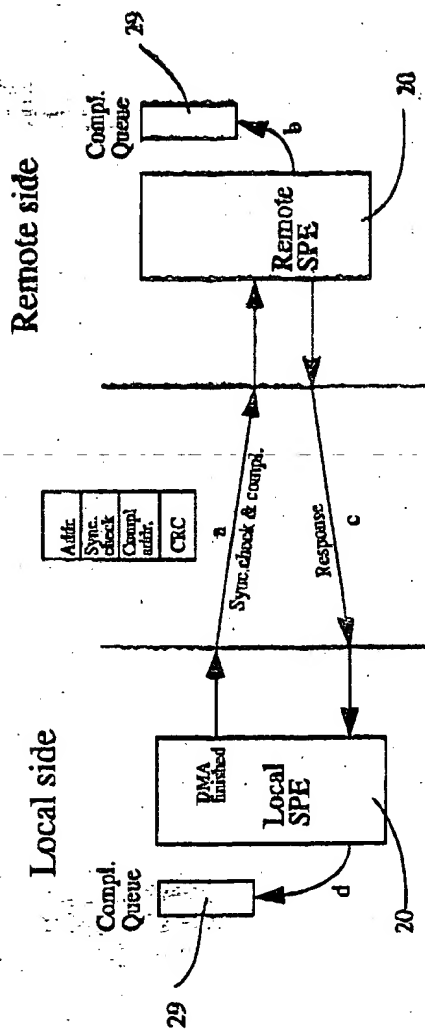 Local side
Remote side
Compl.
Queue
29
d
DMA
finished
Local
SPE
20
Addr.
Sync.
check
Compl
addr.
CRC
a
Sync. check & compl.
Response
c
Remote
SPE
20
b
Compl.
Queue
29